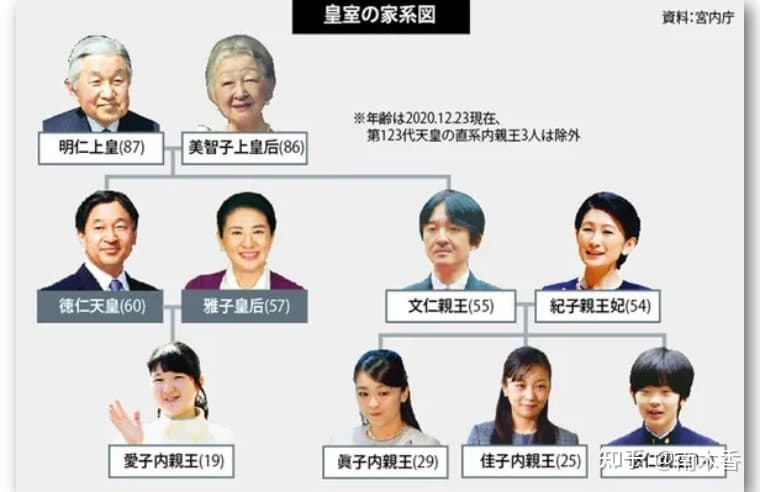 皇室の家系図
資料：宮内庁
※年齢は2020.12.23現在、
第123代天皇の直系内親王3人は除外
明仁上皇(87)
美智子上皇后(86)
徳仁天皇(60)
雅子皇后(57)
文仁親王(55)
紀子親王妃(54)
愛子内親王(19)
眞子内親王(29)
佳子内親王(25)
仁親王
知乎 @南木香